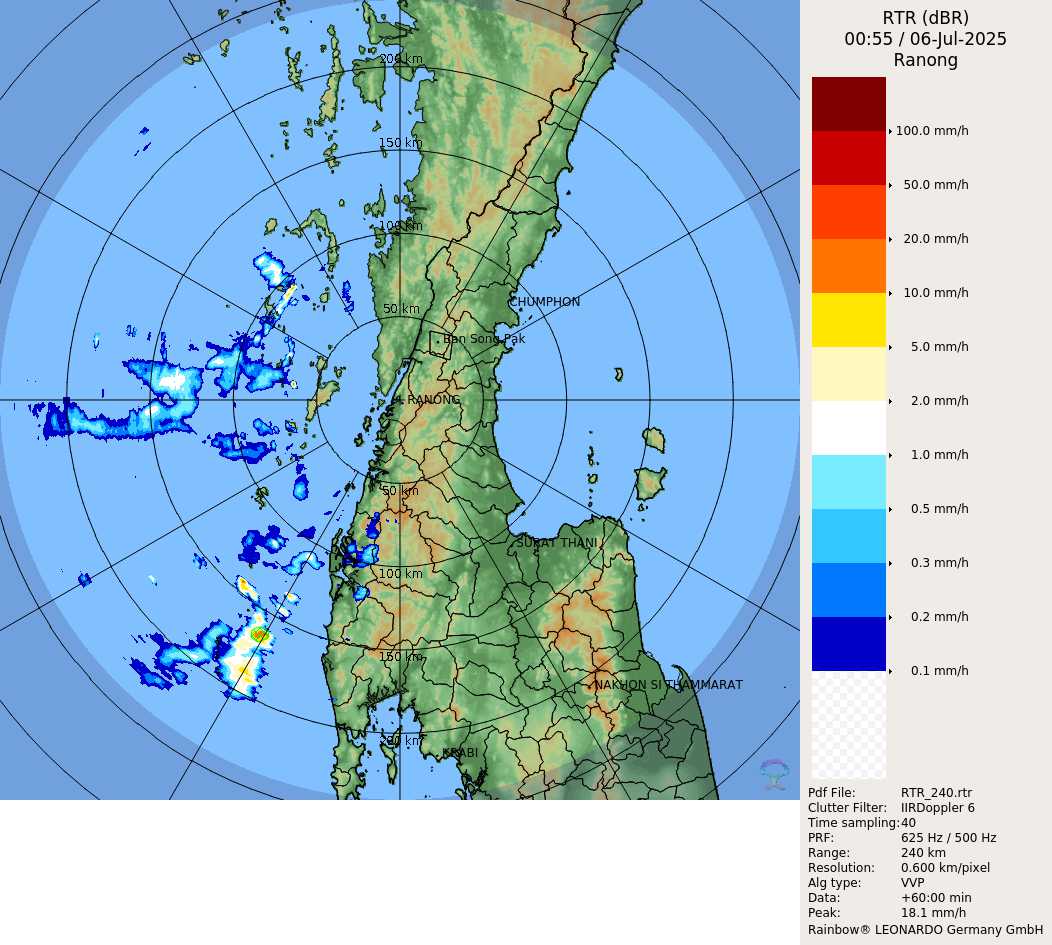 RTR (dBR)
00:55 / 06-Jul-2025
Ranong
100.0 mm/h
50.0 mm/h
20.0 mm/h
10.0 mm/h
5.0 mm/h
2.0 mm/h
1.0 mm/h
0.5 mm/h
0.3 mm/h
0.2 mm/h
0.1 mm/h
200 km
150 km
100 km
50 km
CHUMPHON
Ban Song Pak
RANONG
50 km
SURAT THANI
100 km
150 km
NAKHON SI THAMMARAT
200 km
KRABI
Pdf File: RTR_240.rtr
Clutter Filter: IIRDoppler 6
Time sampling:40
PRF: 625 Hz / 500 Hz
Range: 240 km
Resolution: 0.600 km/pixel
Alg type: VVP
Data: +60:00 min
Peak: 18.1 mm/h
Rainbow® LEONARDO Germany GmbH